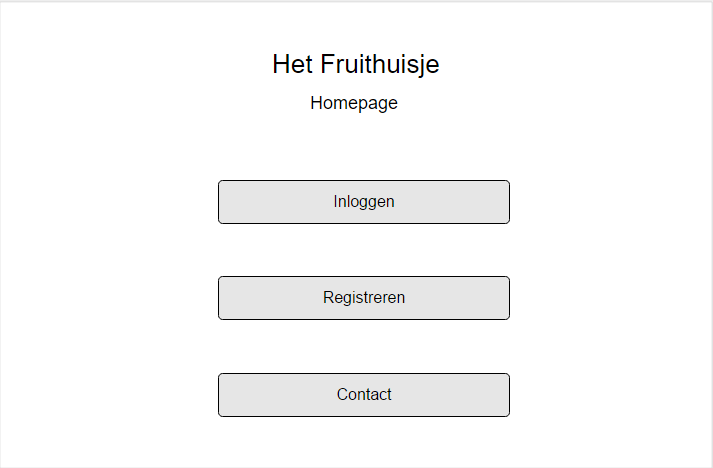 Het Fruithuisje
Homepage
Inloggen
Registreren
Contact